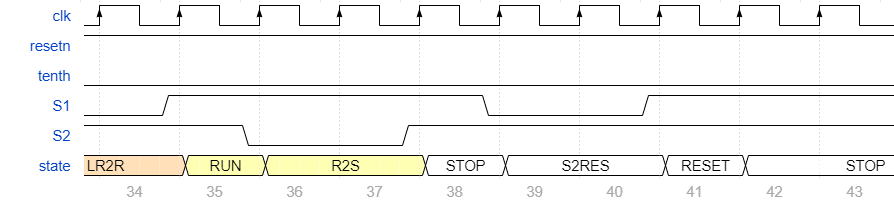 clk
resetn
tenth
S1
S2
state LR2R RUN R2S STOP S2RES RESET STOP
34 35 36 37 38 39 40 41 42 43